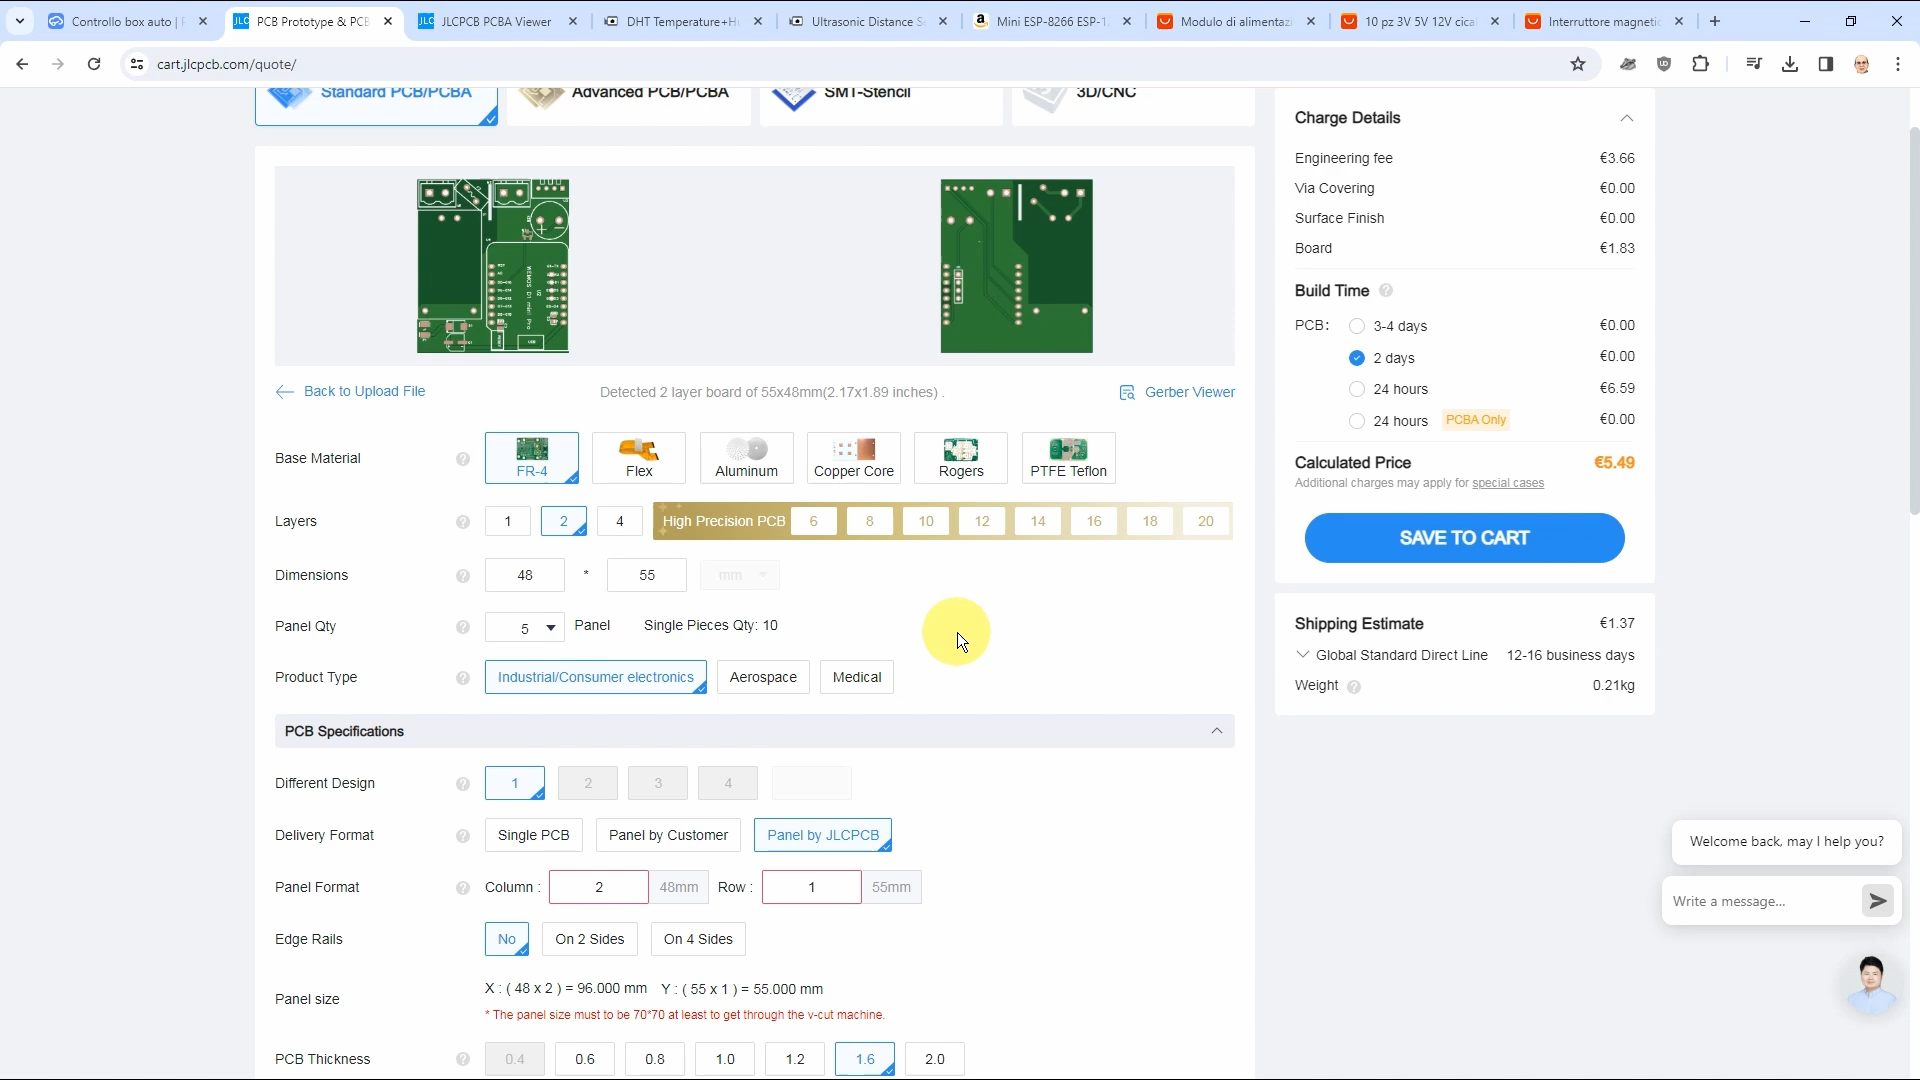 Controllo box auto | F
PCB Prototype & PCB
JLCPCB PCBA Viewer
DHT Temperature+Hu
Ultrasonic Distance Se
Mini ESP-8266 ESP-12
Modulo di alimentazi
10 pz 3V 5V 12V cical
Interruttore magnetic
cart.jlcpcb.com/quote/
Standard PCB/PCBA
Advanced PCB/PCBA
SMT-Stencil
3D/CNC
WEMOS D1 mini Pro
Back to Upload File
Detected 2 layer board of 55x48mm(2.17x1.89 inches) .
Gerber Viewer
Base Material
FR-4
Flex
Aluminum
Copper Core
Rogers
PTFE Teflon
Layers
1
2
4
High Precision PCB
6
8
10
12
14
16
18
20
Dimensions
48
*
55
mm
Panel Qty
5
Panel
Single Pieces Qty: 10
Product Type
Industrial/Consumer electronics
Aerospace
Medical
PCB Specifications
Different Design
1
2
3
4
Delivery Format
Single PCB
Panel by Customer
Panel by JLCPCB
Panel Format
Column :
2
48mm
Row :
1
55mm
Edge Rails
No
On 2 Sides
On 4 Sides
Panel size
X : ( 48 x 2 ) = 96.000 mm Y : ( 55 x 1 ) = 55.000 mm
* The panel size must to be 70*70 at least to get through the v-cut machine.
PCB Thickness
0.4
0.6
0.8
1.0
1.2
1.6
2.0
Charge Details
Engineering fee €3.66
Via Covering €0.00
Surface Finish €0.00
Board €1.83
Build Time
PCB: 3-4 days €0.00
2 days €0.00
24 hours €6.59
24 hours PCBA Only €0.00
Calculated Price €5.49
Additional charges may apply for special cases
SAVE TO CART
Shipping Estimate €1.37
Global Standard Direct Line 12-16 business days
Weight 0.21kg
Welcome back, may I help you?
Write a message...